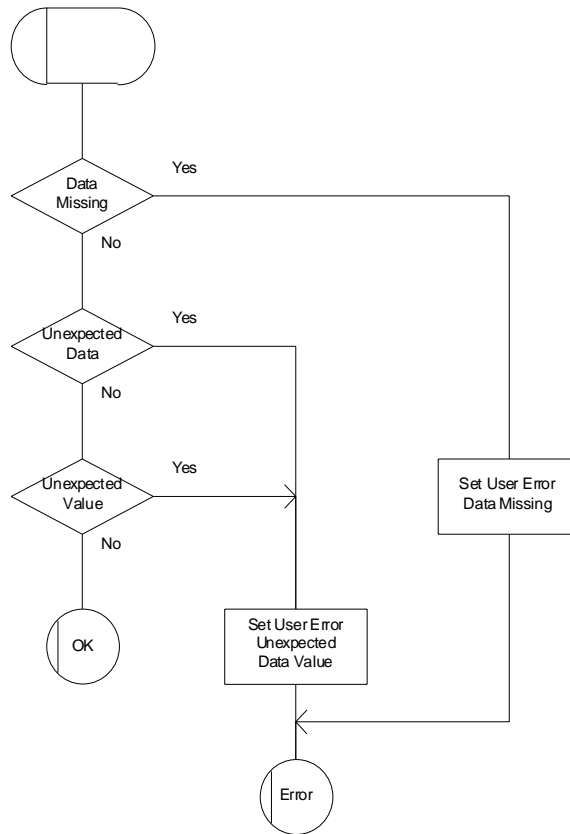 Yes
Data
Missing
No
Yes
Unexpected
Data
No
Yes
Unexpected
Value
Set User Error
Data Missing
No
Set User Error
Unexpected
Data Value
OK
Error